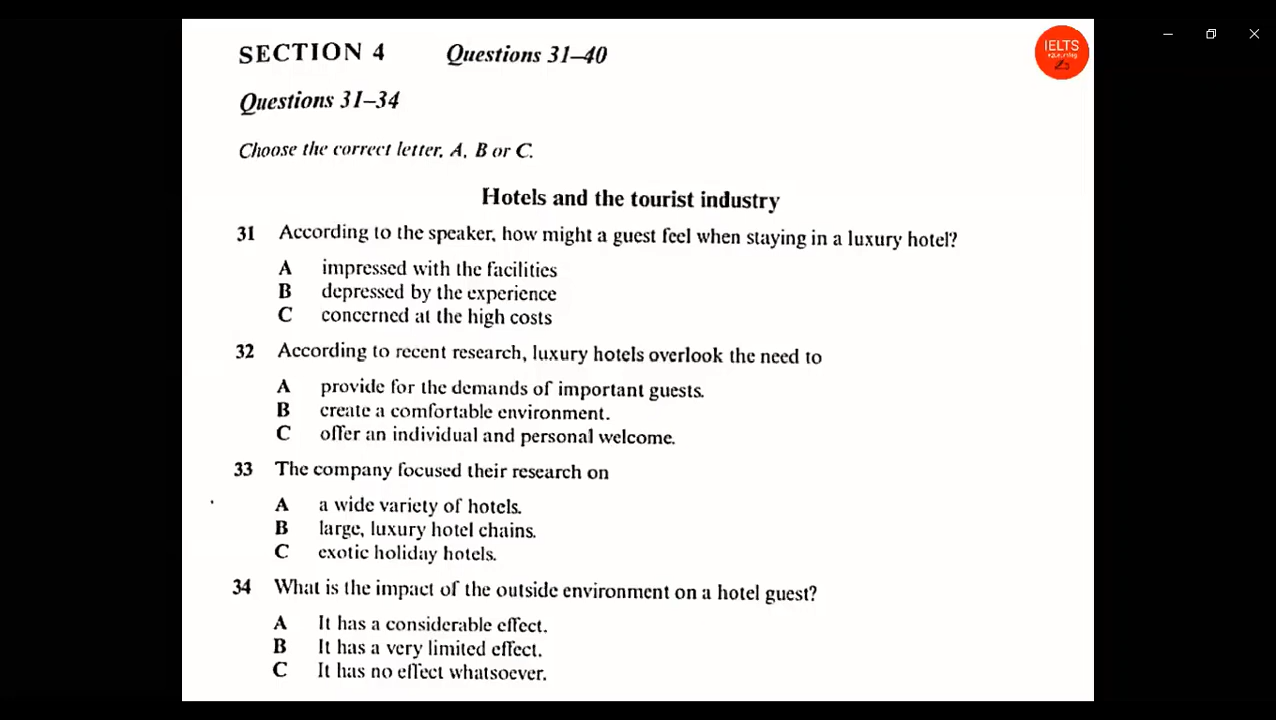 SECTION 4 Questions 31–40
IELTS
Questions 31–34
Choose the correct letter, A, B or C.
Hotels and the tourist industry
31 According to the speaker, how might a guest feel when staying in a luxury hotel?
A impressed with the facilities
B depressed by the experience
C concerned at the high costs
32 According to recent research, luxury hotels overlook the need to
A provide for the demands of important guests.
B create a comfortable environment.
C offer an individual and personal welcome.
33 The company focused their research on
A a wide variety of hotels.
B large, luxury hotel chains.
C exotic holiday hotels.
34 What is the impact of the outside environment on a hotel guest?
A It has a considerable effect.
B It has a very limited effect.
C It has no effect whatsoever.